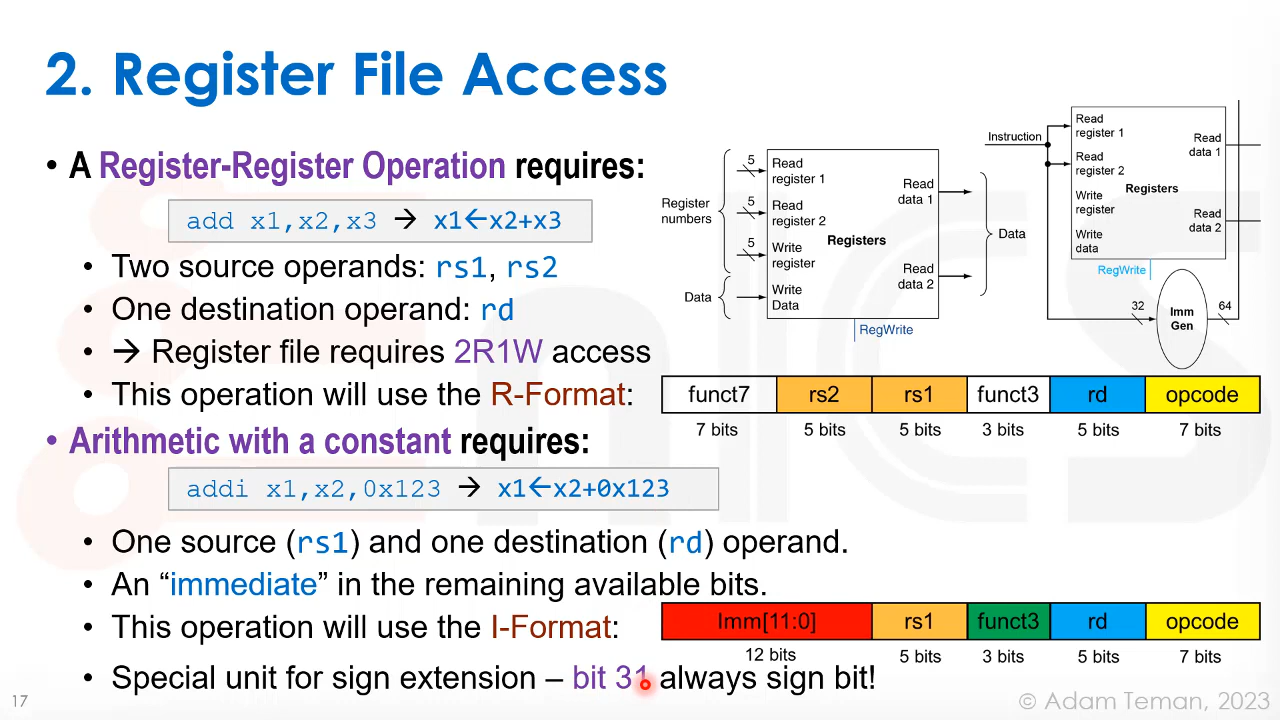 2. Register File Access
• A Register-Register Operation requires:
add x1,x2,x3 → x1←x2+x3
• Two source operands: rs1, rs2
• One destination operand: rd
• → Register file requires 2R1W access
• This operation will use the R-Format:
• Arithmetic with a constant requires:
addi x1,x2,0x123 → x1←x2+0x123
• One source (rs1) and one destination (rd) operand.
• An “immediate” in the remaining available bits.
• This operation will use the I-Format:
• Special unit for sign extension – bit 31 always sign bit!
Register
numbers
Data
5
5
5
Read
register 1
Read
register 2
Write
register
Write
Data
Registers
Read
data 1
Read
data 2
Data
RegWrite
Instruction
Read
register 1
Read
register 2
Write
register
Write
data
Registers
Read
data 1
Read
data 2
RegWrite
32
Imm
Gen
64
funct7 rs2 rs1 funct3 rd opcode
7 bits 5 bits 5 bits 3 bits 5 bits 7 bits
Imm[11:0] rs1 funct3 rd opcode
12 bits 5 bits 3 bits 5 bits 7 bits
17
© Adam Teman, 2023
nics